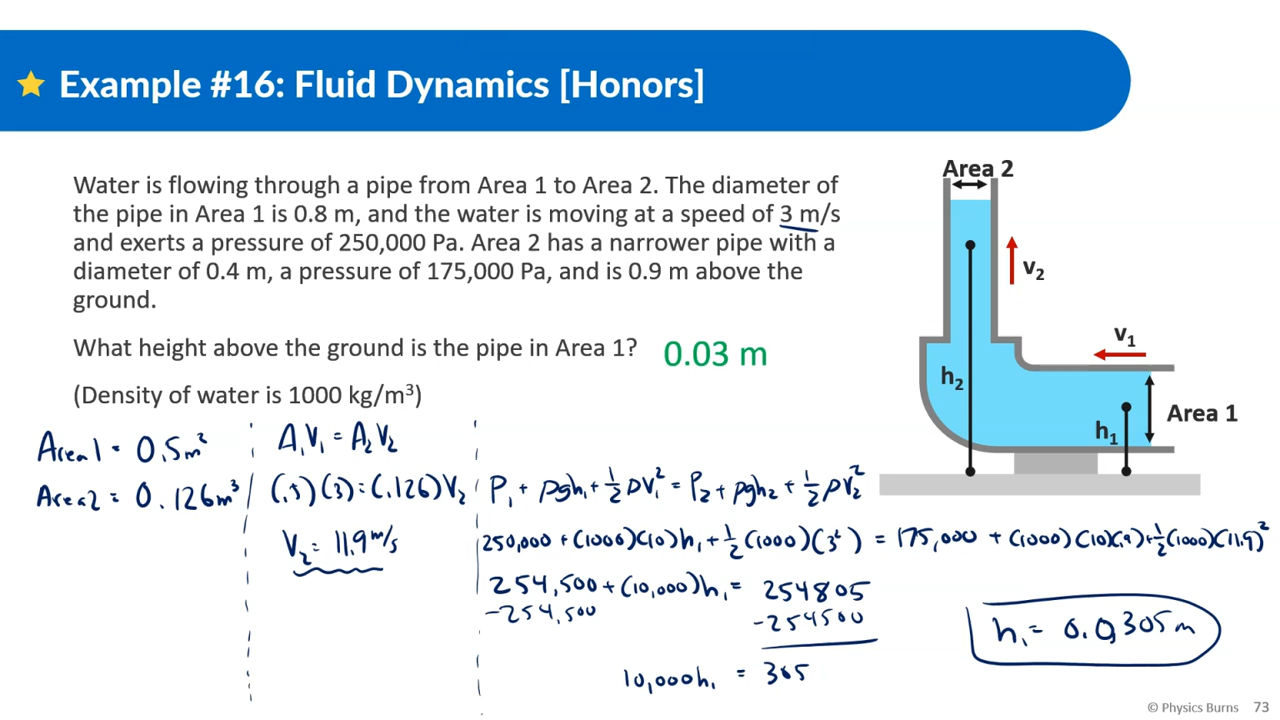 Example #16: Fluid Dynamics [Honors]
Water is flowing through a pipe from Area 1 to Area 2. The diameter of
the pipe in Area 1 is 0.8 m, and the water is moving at a speed of 3 m/s
and exerts a pressure of 250,000 Pa. Area 2 has a narrower pipe with a
diameter of 0.4 m, a pressure of 175,000 Pa, and is 0.9 m above the
ground.
What height above the ground is the pipe in Area 1? 0.03 m
(Density of water is 1000 kg/m³)
Area 2
v₂
v₁
h₂
Area 1
h₁
Area 1 = 0.5m²
Area 2 = 0.126m³
A₁V₁ = A₂V₂
(.5)(3) = (.126)V₂
V₂ = 11.9 m/s
P₁ + ρgh₁ + ½ρV₁² = P₂ + ρgh₂ + ½ρV₂²
250,000 + (1000)(10)h₁ + ½(1000)(3²) = 175,000 + (1000)(10)(.9) + ½(1000)(11.9)²
254,500 + (10,000)h₁ = 254805
-254,500 -254500
10,000h₁ = 305
h₁ = 0.0305m
© Physics Burns 73